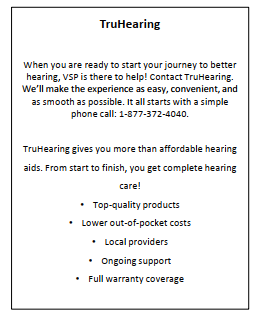 TruHearing
When you are ready to start your journey to better
hearing, VSP is there to help! Contact TruHearing.
We'll make the experience as easy, convenient, and
as smooth as possible. It all starts with a simple
phone call: 1-877-372-4040.
TruHearing gives you more than affordable hearing
aids. From start to finish, you get complete hearing
care!
• Top-quality products
• Lower out-of-pocket costs
• Local providers
• Ongoing support
• Full warranty coverage